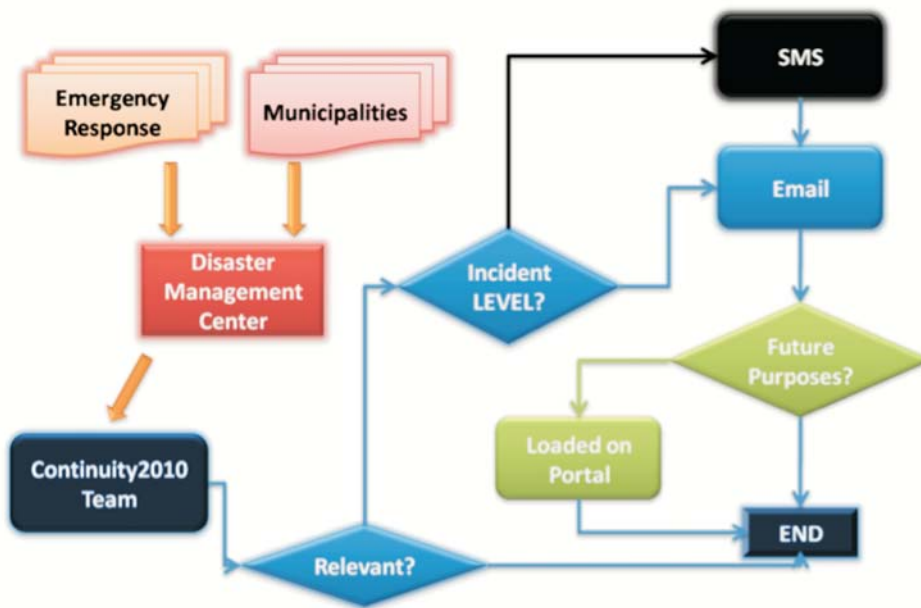 Emergency
Response
Municipalities
SMS
Email
Disaster
Management
Center
Incident
LEVEL?
Future
Purposes?
Loaded on
Portal
Continuity2010
Team
Relevant?
END